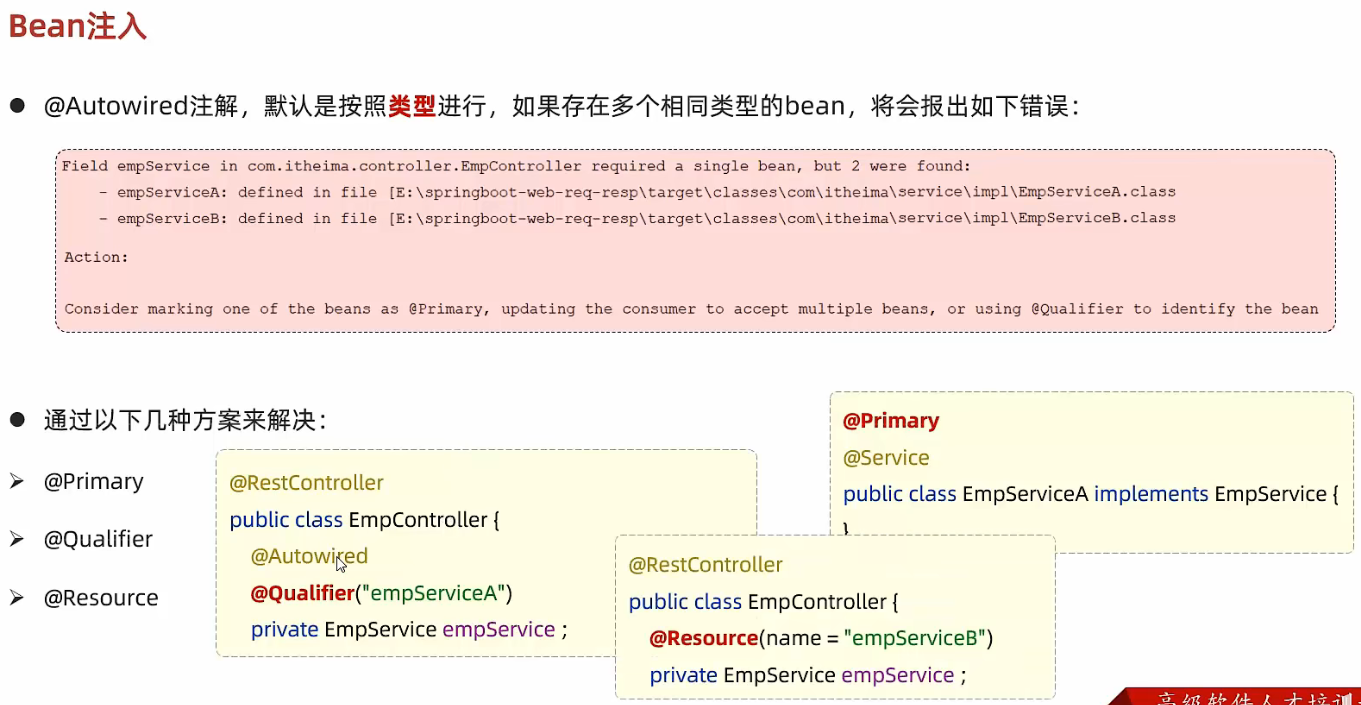 Bean注入
● @Autowired注解，默认是按照类型进行，如果存在多个相同类型的bean，将会报出如下错误：
Field empService in com.itheima.controller.EmpController required a single bean, but 2 were found:
- empServiceA: defined in file [E:\springboot-web-req-resp\target\classes\com\itheima\service\impl\EmpServiceA.class
- empServiceB: defined in file [E:\springboot-web-req-resp\target\classes\com\itheima\service\impl\EmpServiceB.class
Action:
Consider marking one of the beans as @Primary, updating the consumer to accept multiple beans, or using @Qualifier to identify the bean
● 通过以下几种方案来解决：
➢ @Primary
➢ @Qualifier
➢ @Resource
@RestController
public class EmpController {
@Autowired
@Qualifier("empServiceA")
private EmpService empService ;
@Primary
@Service
public class EmpServiceA implements EmpService {
}
@RestController
public class EmpController {
@Resource(name = "empServiceB")
private EmpService empService ;
高级软件人才培训